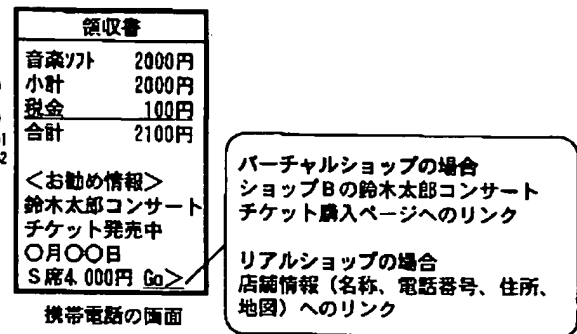 領収書
音楽ソフト 2000円
小計 2000円
税金 100円
合計 2100円
＜お勧め情報＞
鈴木太郎コンサート
チケット発売中
〇月〇〇日
S席4,000円 Go＞
携帯電話の画面
バーチャルショップの場合
ショップBの鈴木太郎コンサート
チケット購入ページへのリンク
リアルショップの場合
店舗情報（名称、電話番号、住所、
地図）へのリンク